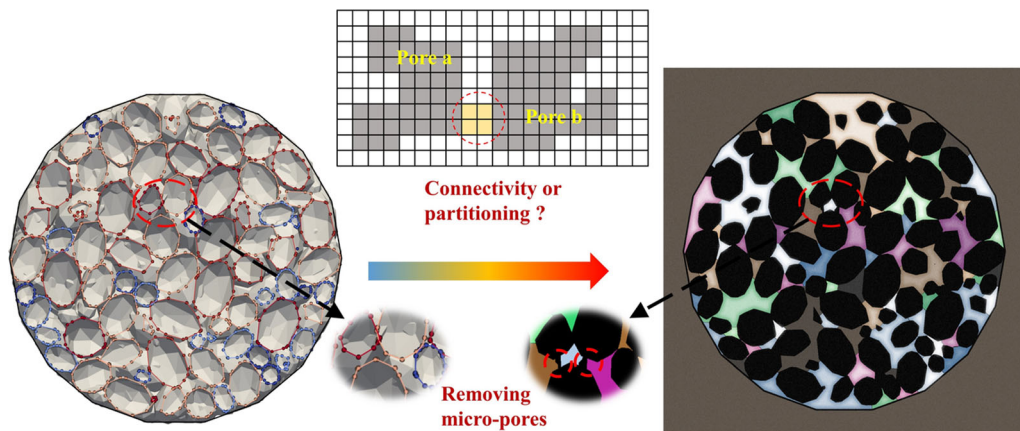 Pore a
Pore b
Connectivity or
partitioning ?
Removing
micro-pores